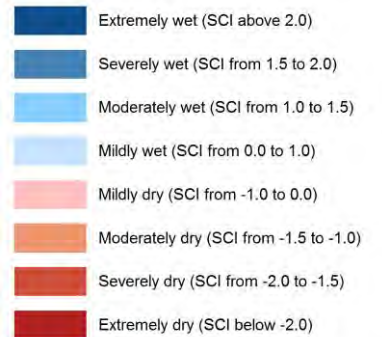 Extremely wet (SCI above 2.0)
Severely wet (SCI from 1.5 to 2.0)
Moderately wet (SCI from 1.0 to 1.5)
Mildly wet (SCI from 0.0 to 1.0)
Mildly dry (SCI from -1.0 to 0.0)
Moderately dry (SCI from -1.5 to -1.0)
Severely dry (SCI from -2.0 to -1.5)
Extremely dry (SCI below -2.0)